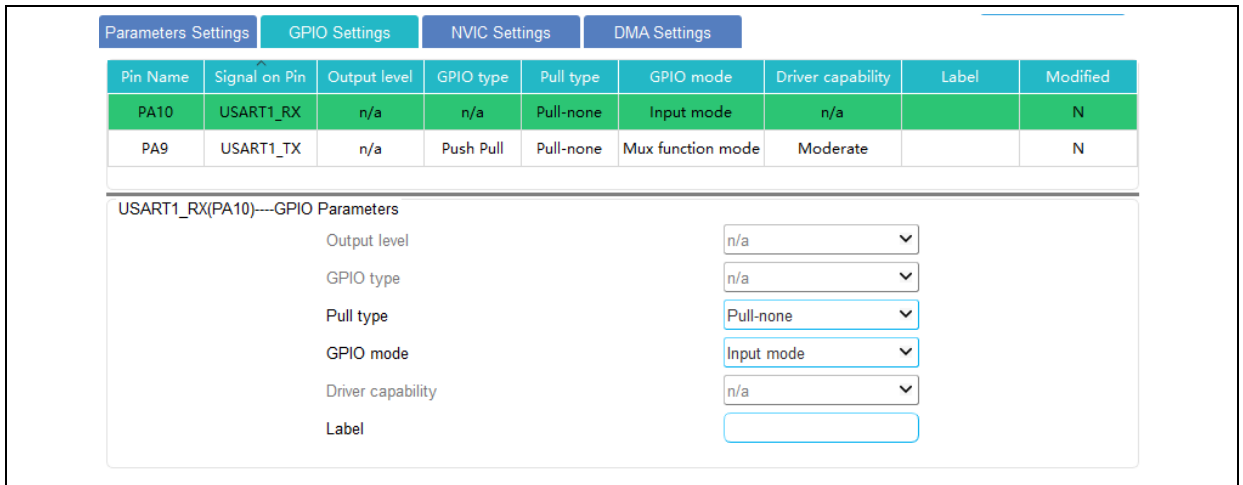 Parameters Settings GPIO Settings NVIC Settings DMA Settings
Pin Name Signal on Pin Output level GPIO type Pull type GPIO mode Driver capability Label Modified
PA10 USART1_RX n/a n/a Pull-none Input mode n/a N
PA9 USART1_TX n/a Push Pull Pull-none Mux function mode Moderate N
USART1_RX(PA10)----GPIO Parameters
Output level n/a
GPIO type n/a
Pull type Pull-none
GPIO mode Input mode
Driver capability n/a
Label